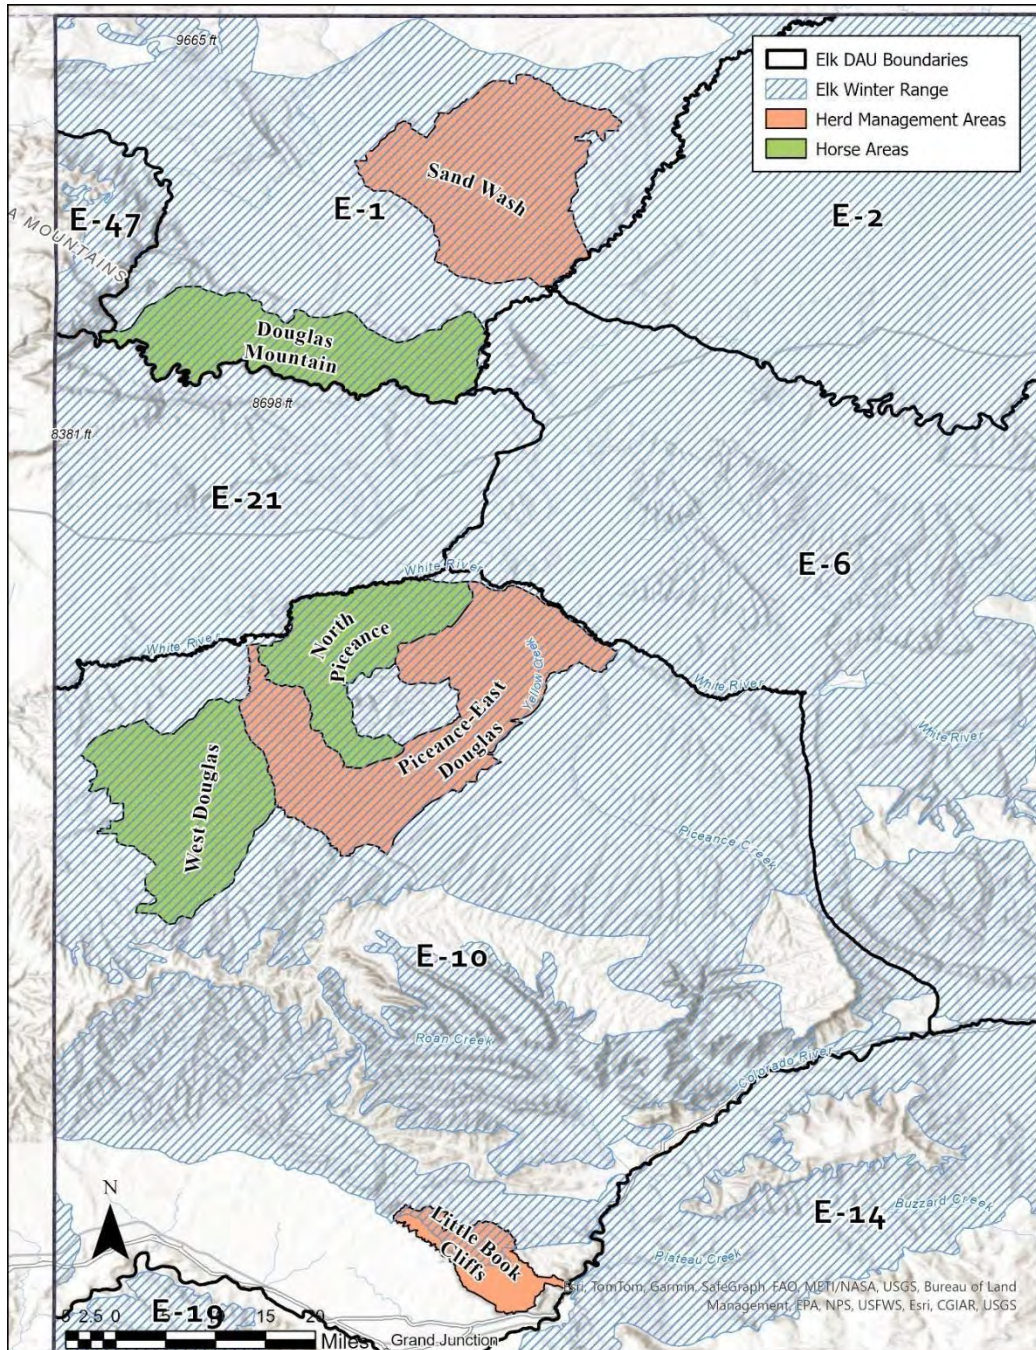 9665 ft
Elk DAU Boundaries
Elk Winter Range
Herd Management Areas
Horse Areas
Sand Wash
E-47
E-1
E-2
A MOUNTAINS
Douglas
Mountain
8698 ft
8381 ft
E-21
E-6
White River
White River
North
Piceance
Yellow Creek
White River
Piceance-East
Douglas
White River
West Douglas
Piceance Creek
E-10
Roan Creek
Colorado River
N
Little Book
Cliffs
E-14
Buzzard Creek
Plateau Creek
Esri, TomTom, Garmin, SafeGraph, FAO, METI/NASA, USGS, Bureau of Land
Management, EPA, NPS, USFWS, Esri, CGIAR, USGS
E-19
5 2.5 0 5 10 15 20
Miles
Grand Junction